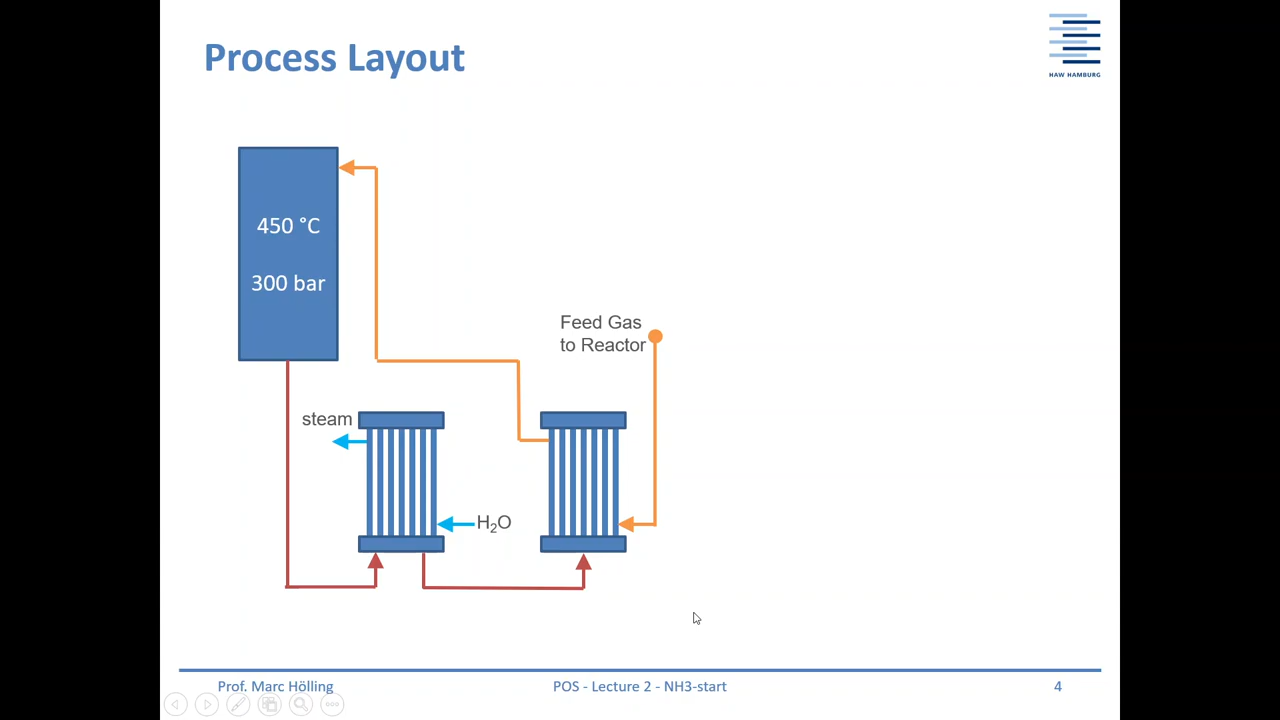 Process Layout
HAW HAMBURG
450 °C
300 bar
Feed Gas
to Reactor
steam
H₂O
Prof. Marc Hölling
POS - Lecture 2 - NH3-start
4